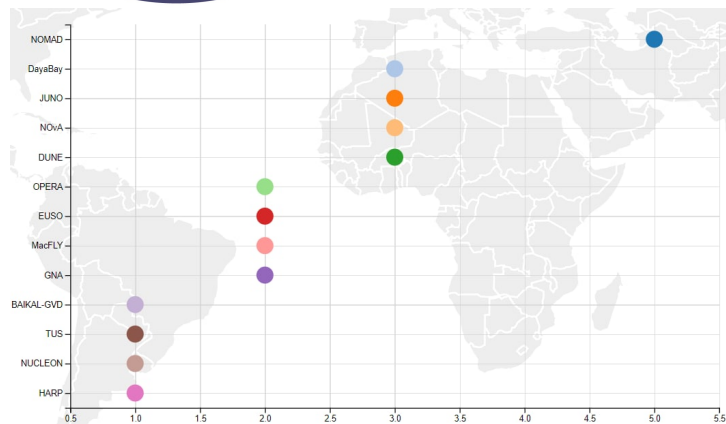 NOMAD
DayaBay
JUNO
NOvA
DUNE
OPERA
EUSO
MacFLY
GNA
BAIKAL-GVD
TUS
NUCLEON
HARP
0.5 1.0 1.5 2.0 2.5 3.0 3.5 4.0 4.5 5.0 5.5